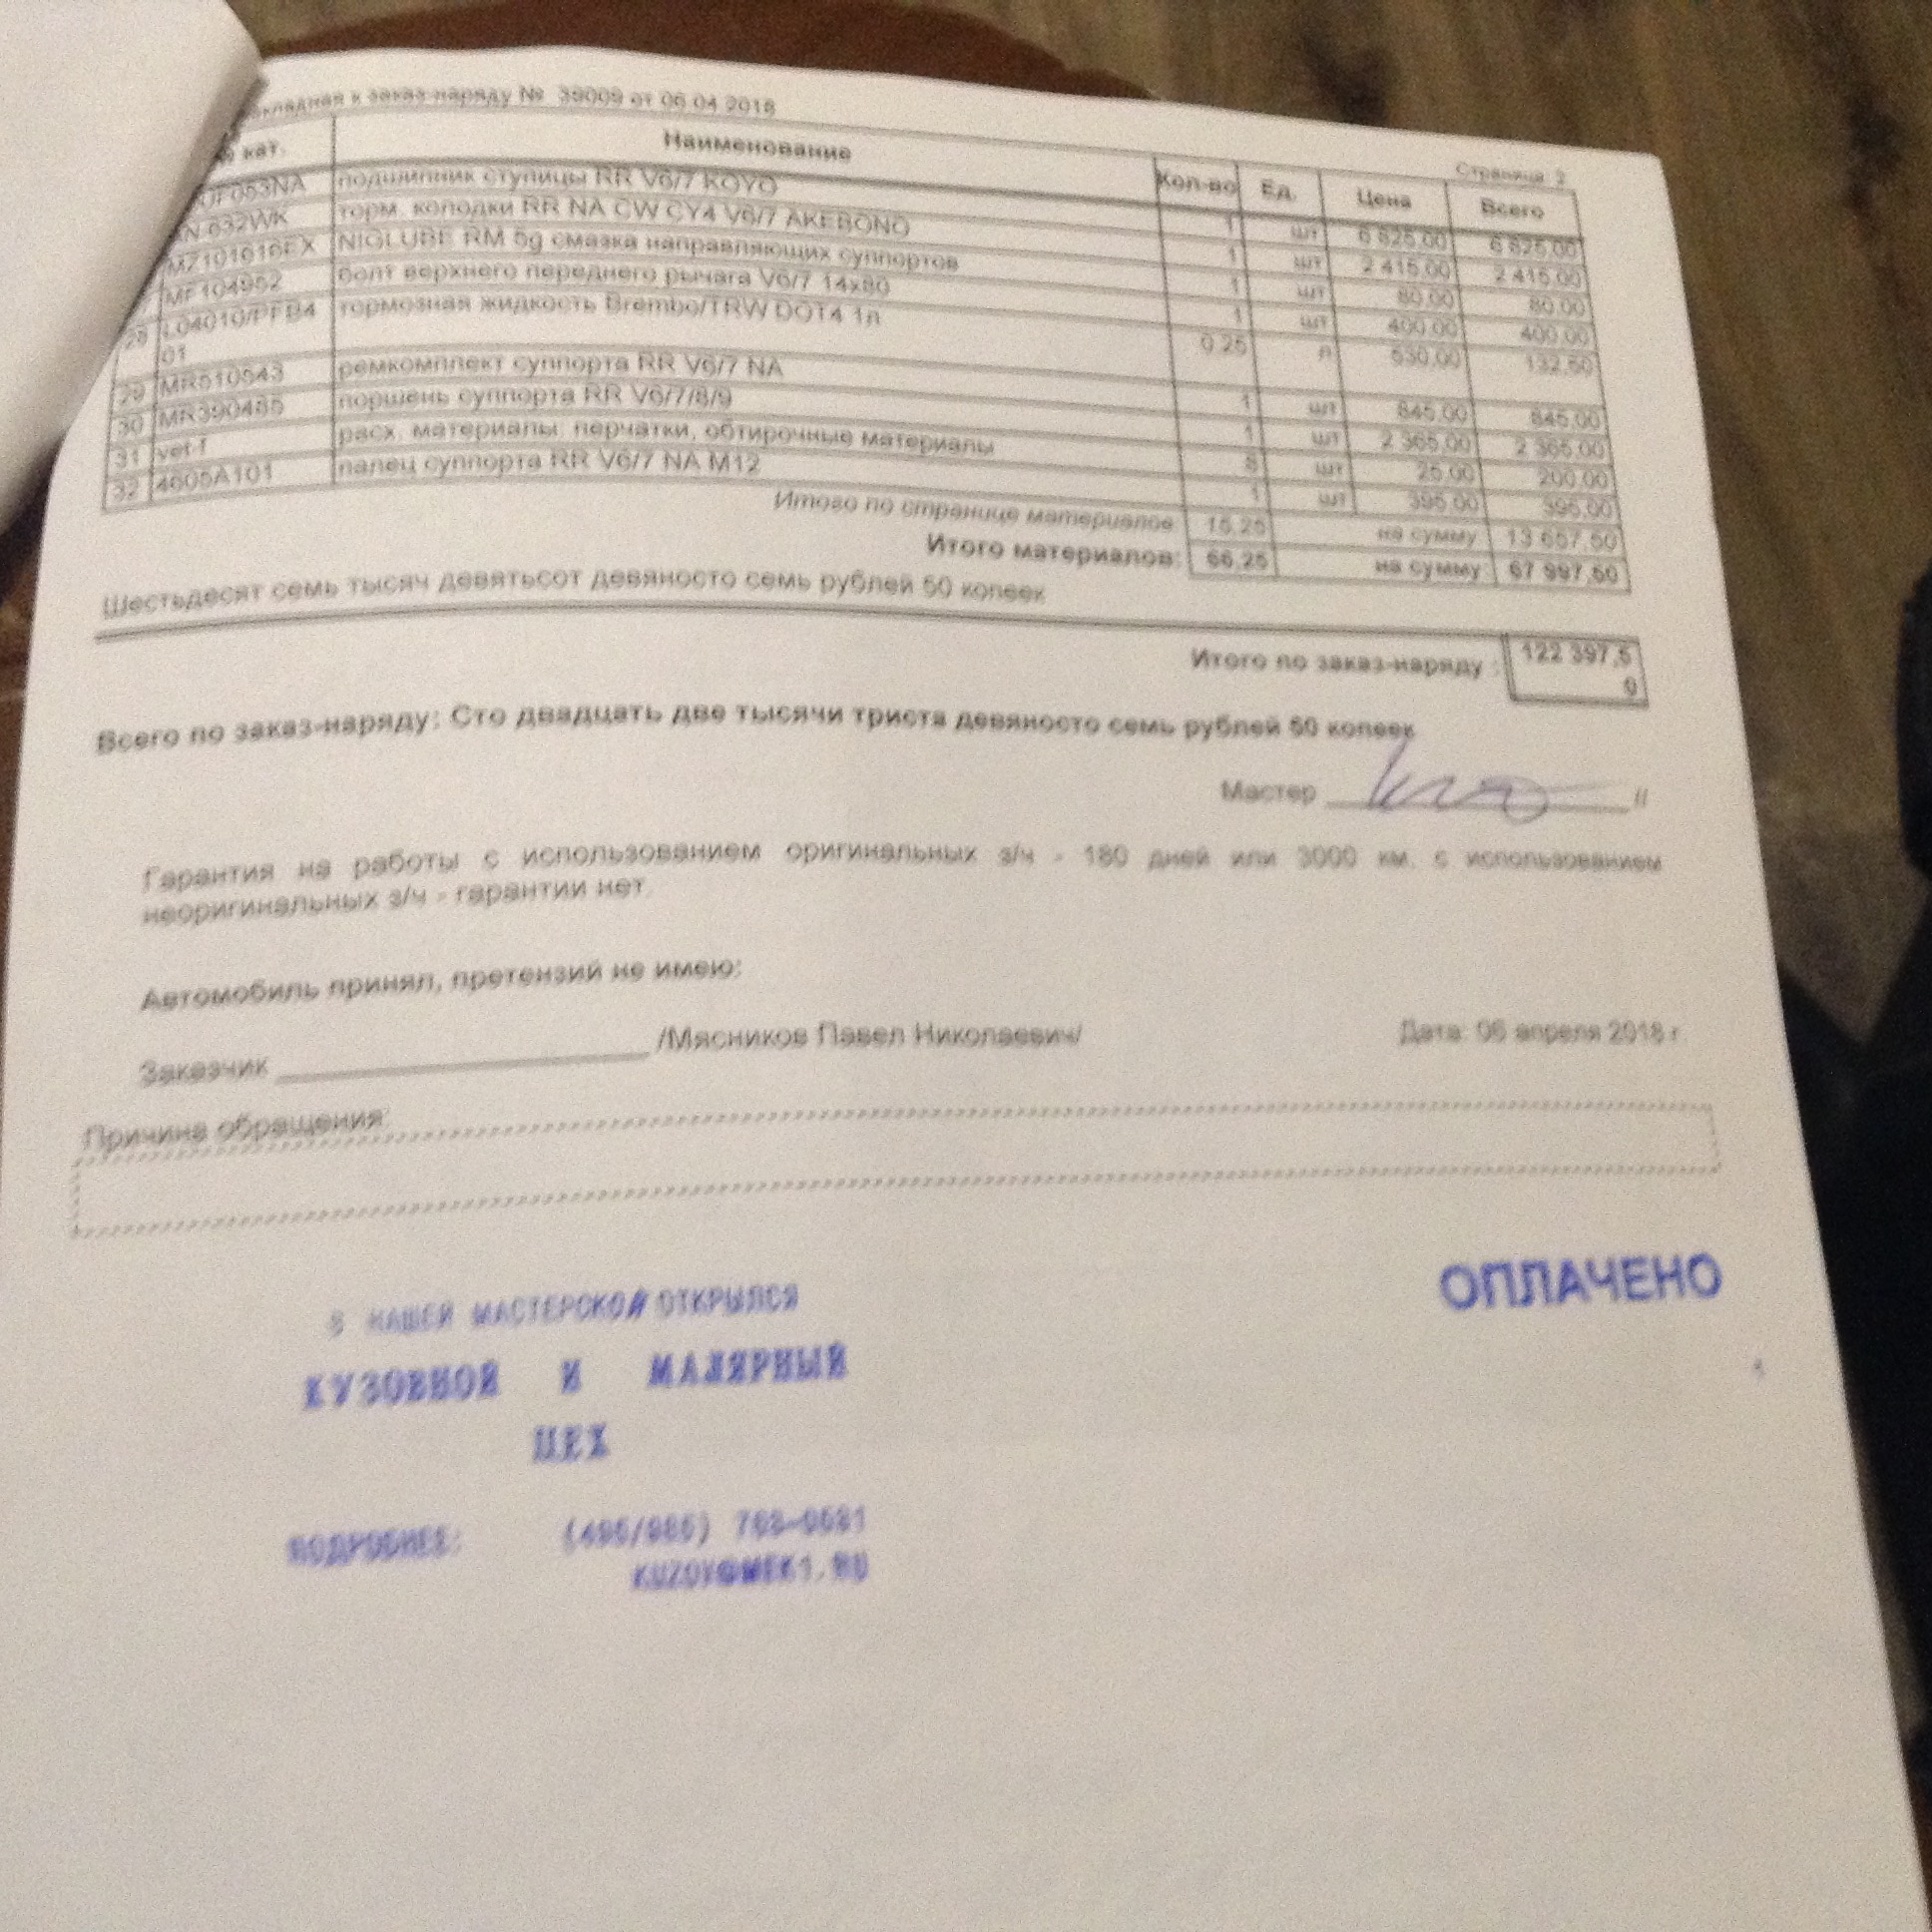 к заказ-наряду № 39009 от 06.04.2018
Страница: 2
кат. Наименование Кол-во Ед. Цена Всего
подшипник ступицы RR V6/7 KOYO 1 шт 6 825,00 6 825,00
торм. колодки RR NA CW CY4 V6/7 AKEBONO 1 шт 2 415,00 2 415,00
NIGLUBE RM 5g смазка направляющих суппортов 1 шт 80,00 80,00
MF104952 болт верхнего переднего рычага V6/7 14x80 1 шт 400,00 400,00
28 L04010/PFB4 тормозная жидкость Brembo/TRW DOT4 1л 0,25 л 530,00 132,50
01
29 MR510543 ремкомплект суппорта RR V6/7 NA 1 шт 845,00 845,00
30 MR390485 поршень суппорта RR V6/7/8/9 1 шт 2 365,00 2 365,00
31 vet-1 расх. материалы: перчатки, обтирочные материалы 8 шт 25,00 200,00
32 4605A101 палец суппорта RR V6/7 NA M12 1 шт 395,00 395,00
Итого по странице материалов 15,25 на сумму 13 657,50
Итого материалов: 66,25 на сумму: 67 997,50
Шестьдесят семь тысяч девятьсот девяносто семь рублей 50 копеек
Итого по заказ-наряду : 122 397,5
0
Всего по заказ-наряду: Сто двадцать две тысячи триста девяносто семь рублей 50 копеек
Мастер //
Гарантия на работы с использованием оригинальных з/ч - 180 дней или 3000 км. с использованием
неоригинальных з/ч - гарантии нет.
Автомобиль принял, претензий не имею:
Заказчик /Мясников Павел Николаевич/ Дата: 06 апреля 2018 г.
Причина обращения:
ОПЛАЧЕНО
В НАШЕЙ МАСТЕРСКОЙ ОТКРЫЛСЯ
КУЗОВНОЙ И МАЛЯРНЫЙ
ЦЕХ
ПОДРОБНЕЕ:
KUZOV@MEK1.RU